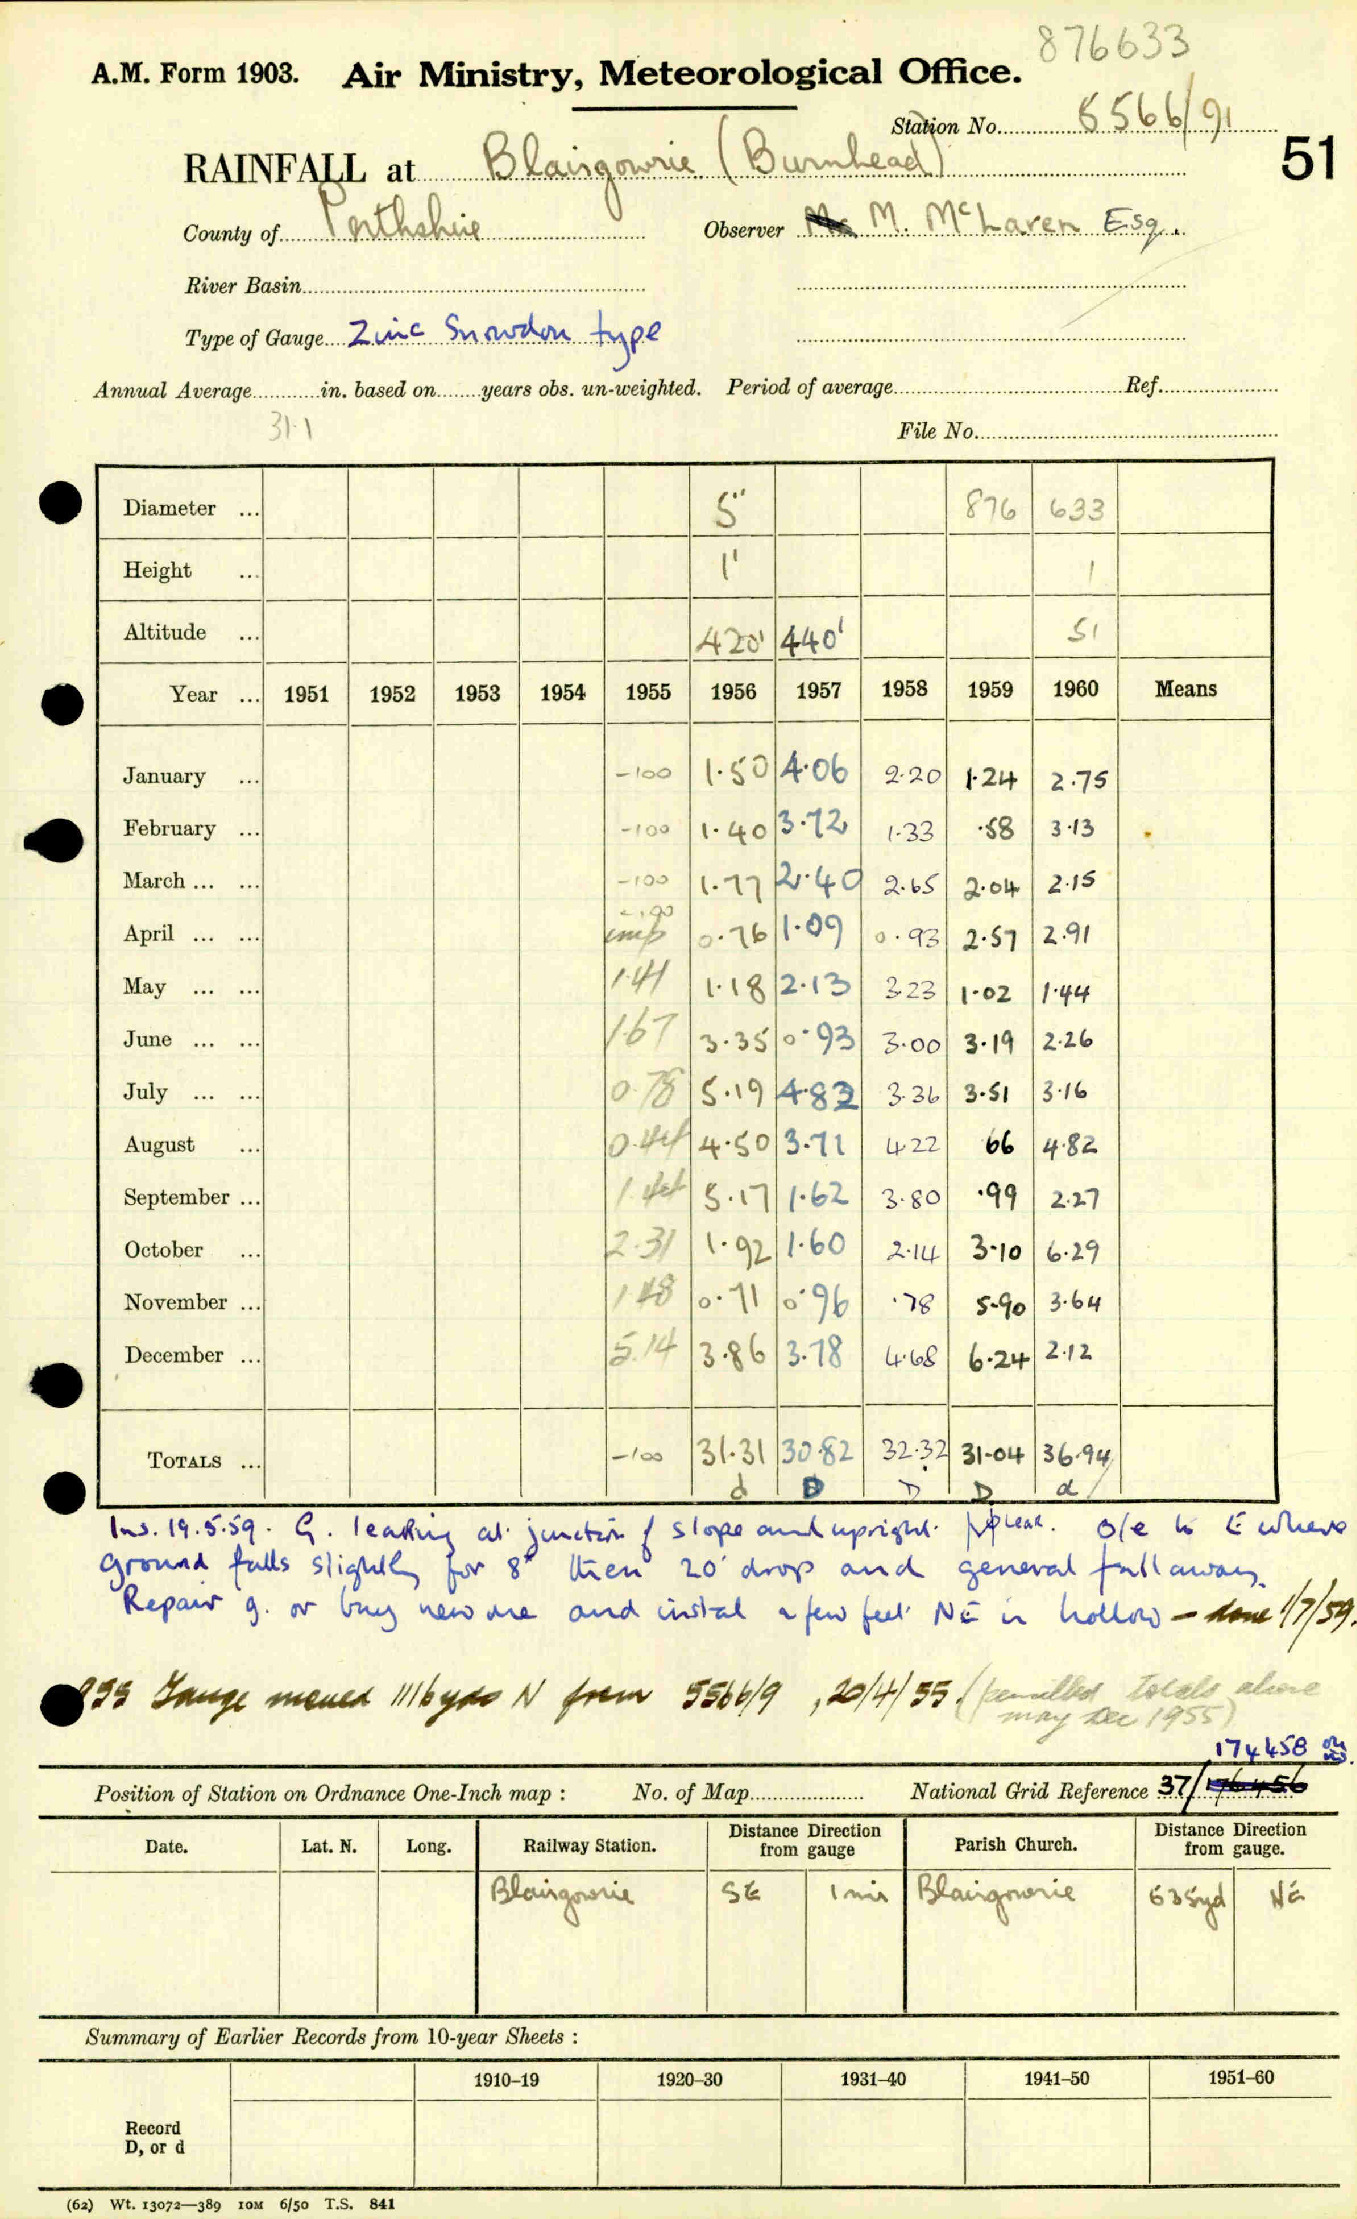 876633
A.M. Form 1903. Air Ministry, Meteorological Office.
Station No. 5566/91
51
RAINFALL at Blairgowrie (Burnhead)
County of Perthshire Observer M. McLaren Esq.
River Basin
Type of Gauge Zinc Snowdon type
Annual Average in. based on years obs. un-weighted. Period of average Ref.
31.1
File No.
Diameter ... 5" 876 633
Height ... 1' 1
Altitude ... 420' 440' 51
Year ... 1951 1952 1953 1954 1955 1956 1957 1958 1959 1960 Means
January ... -100 1.50 4.06 2.20 1.24 2.75
February ... -100 1.40 3.72 1.33 .58 3.13
March ... ... -100 1.77 2.40 2.65 2.04 2.15
-100
April ... ... imp 0.76 1.09 0.93 2.57 2.91
May ... ... 1.41 1.18 2.13 3.23 1.02 1.44
June ... ... 1.67 3.35 0.93 3.00 3.19 2.26
July ... ... 0.78 5.19 4.82 3.36 3.51 3.16
August ... 0.44 4.50 3.71 4.22 66 4.82
September ... 1.44 5.17 1.62 3.80 .99 2.27
October ... 2.31 1.92 1.60 2.14 3.10 6.29
November ... 1.48 0.71 0.96 .78 5.90 3.64
December ... 5.14 3.86 3.78 4.68 6.24 2.12
TOTALS ... -100 31.31 30.82 32.32 31.04 36.94
d D D D d
Ins. 19.5.59. G. leaking at junction of slope and upright. o/e to E where
ground falls slightly for 8' then 20' drop and general fall away.
Repair g. or buy new one and instal a few feet NE in hollow - done 1/7/59.
955 Gauge moved 1116 yds N from 5566/9, 20/4/55. (pencilled totals above
may Dec 1955)
174458
Position of Station on Ordnance One-Inch map : No. of Map National Grid Reference 37/176456
Date. Lat. N. Long. Railway Station. Distance Direction from gauge Parish Church. Distance Direction from gauge.
Blairgowrie SE 1 mis Blairgowrie 635yd NE
Summary of Earlier Records from 10-year Sheets :
1910–19 1920–30 1931–40 1941–50 1951–60
Record
D, or d
(62) Wt. 13072—389 10M 6/50 T.S. 841